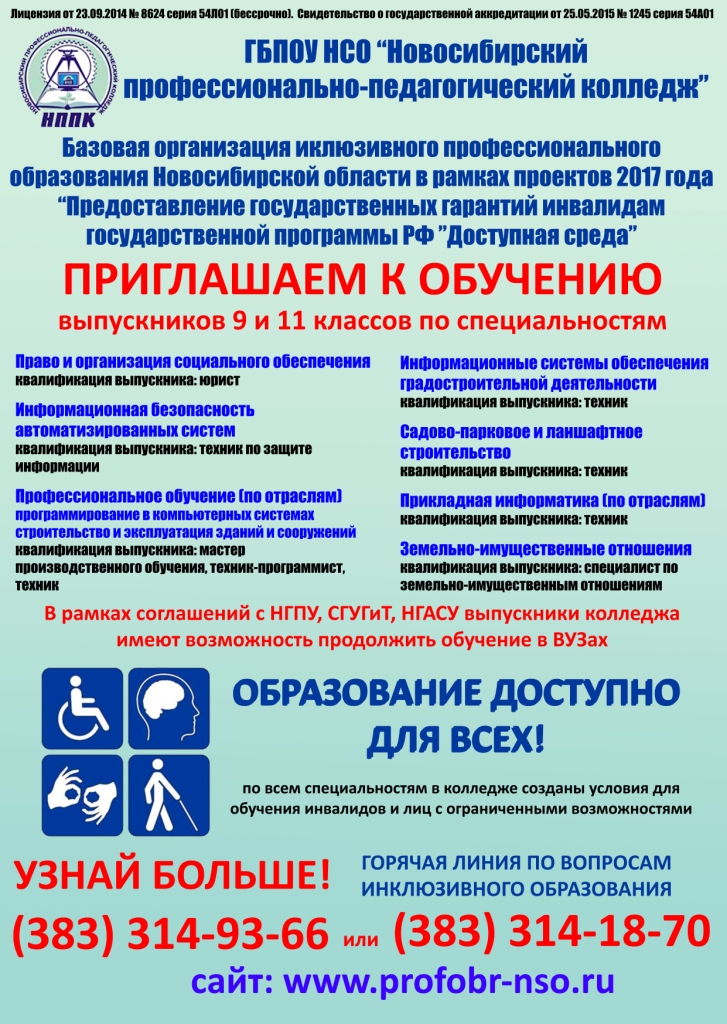 Лицензия от 23.09.2014 № 8624 серия 54Л01 (бессрочно). Свидетельство о государственной аккредитации от 25.05.2015 № 1245 серия 54А01
НОВОСИБИРСКИЙ ПРОФЕССИОНАЛЬНО-ПЕДАГОГИЧЕСКИЙ КОЛЛЕДЖ
НППК
ГБПОУ НСО “Новосибирский
профессионально-педагогический колледж”
Базовая организация иклюзивного профессионального
образования Новосибирской области в рамках проектов 2017 года
“Предоставление государственных гарантий инвалидам
государственной программы РФ ”Доступная среда”
ПРИГЛАШАЕМ К ОБУЧЕНИЮ
выпускников 9 и 11 классов по специальностям
Право и организация социального обеспечения
квалификация выпускника: юрист
Информационная безопасность
автоматизированных систем
квалификация выпускника: техник по защите
информации
Профессиональное обучение (по отраслям)
программирование в компьютерных системах
строительство и эксплуатация зданий и сооружений
квалификация выпускника: мастер
производственного обучения, техник-программист,
техник
Информационные системы обеспечения
градостроительной деятельности
квалификация выпускника: техник
Садово-парковое и ланшафтное
строительство
квалификация выпускника: техник
Прикладная информатика (по отраслям)
квалификация выпускника: техник
Земельно-имущественные отношения
квалификация выпускника: специалист по
земельно-имущественным отношениям
В рамках соглашений с НГПУ, СГУГиТ, НГАСУ выпускники колледжа
имеют возможность продолжить обучение в ВУЗах
ОБРАЗОВАНИЕ ДОСТУПНО
ДЛЯ ВСЕХ!
по всем специальностям в колледже созданы условия для
обучения инвалидов и лиц с ограниченными возможностями
УЗНАЙ БОЛЬШЕ!
ГОРЯЧАЯ ЛИНИЯ ПО ВОПРОСАМ
ИНКЛЮЗИВНОГО ОБРАЗОВАНИЯ
(383) 314-93-66 или (383) 314-18-70
сайт: www.profobr-nso.ru